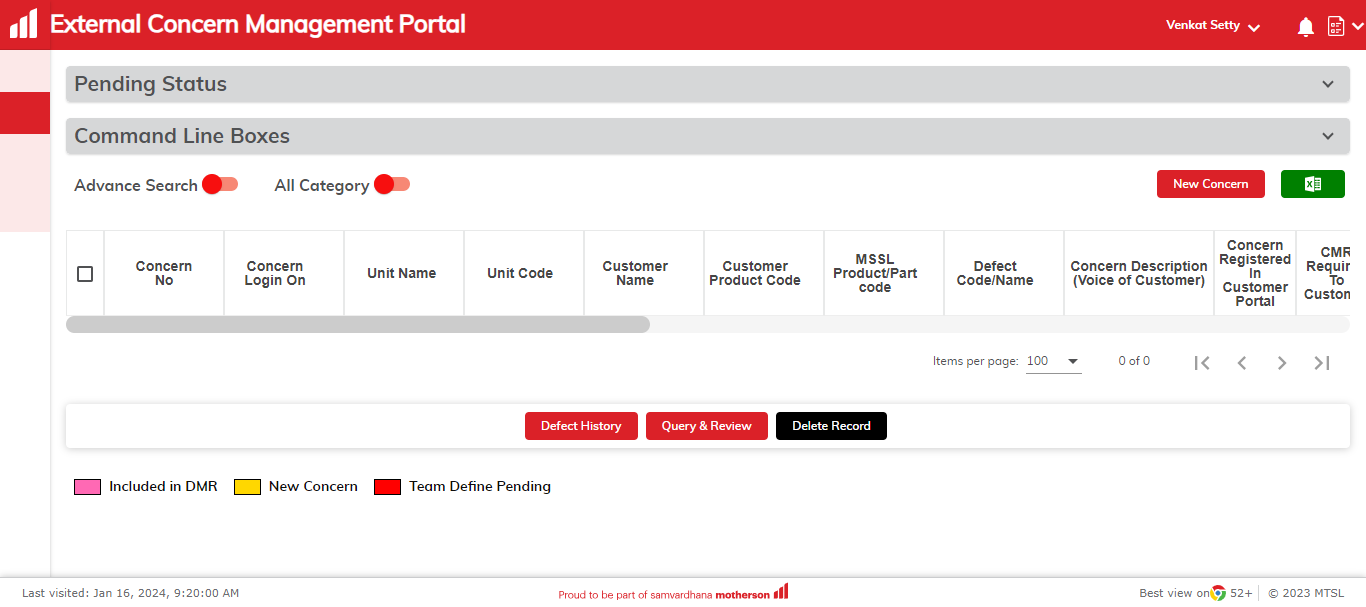 External Concern Management Portal
Venkat Setty
Pending Status
Command Line Boxes
Advance Search
All Category
New Concern
Concern
No
Concern
Login On
Unit Name
Unit Code
Customer
Name
Customer
Product Code
MSSL
Product/Part
code
Defect
Code/Name
Concern Description
(Voice of Customer)
Concern
Registered
In
Customer
Portal
CMR
Requir
To
Custom
Items per page: 100
0 of 0
Defect History
Query & Review
Delete Record
Included in DMR
New Concern
Team Define Pending
Last visited: Jan 16, 2024, 9:20:00 AM
Proud to be part of samvardhana motherson
Best view on 52+
© 2023 MTSL